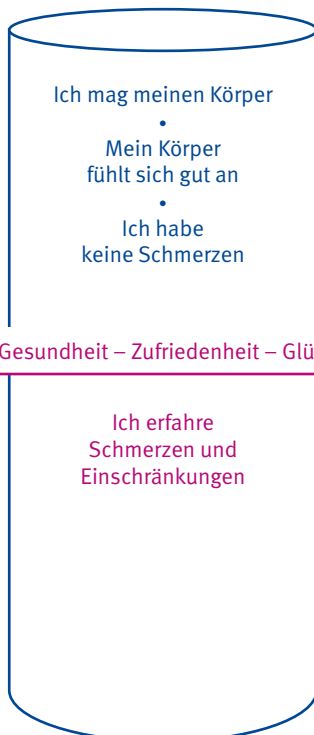 Ich mag meinen Körper
•
Mein Körper
fühlt sich gut an
•
Ich habe
keine Schmerzen
Gesundheit – Zufriedenheit – Glü
Ich erfahre
Schmerzen und
Einschränkungen